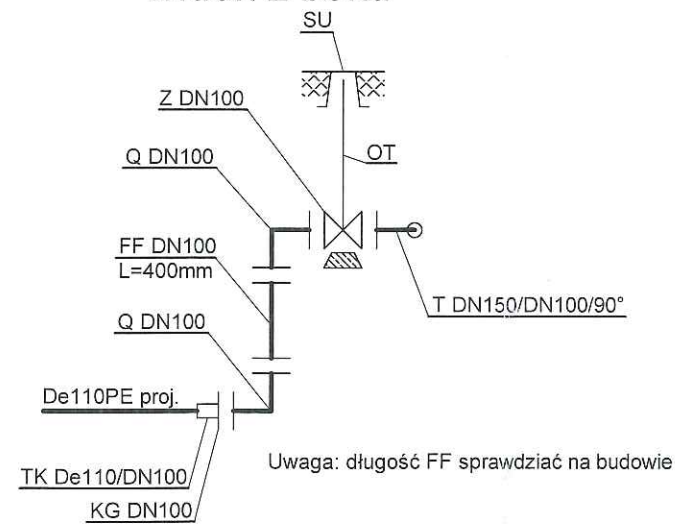 SU
Z DN100
OT
Q DN100
FF DN100
L=400mm
T DN150/DN100/90°
Q DN100
De110PE proj.
Uwaga: długość FF sprawdziać na budowie
TK De110/DN100
KG DN100